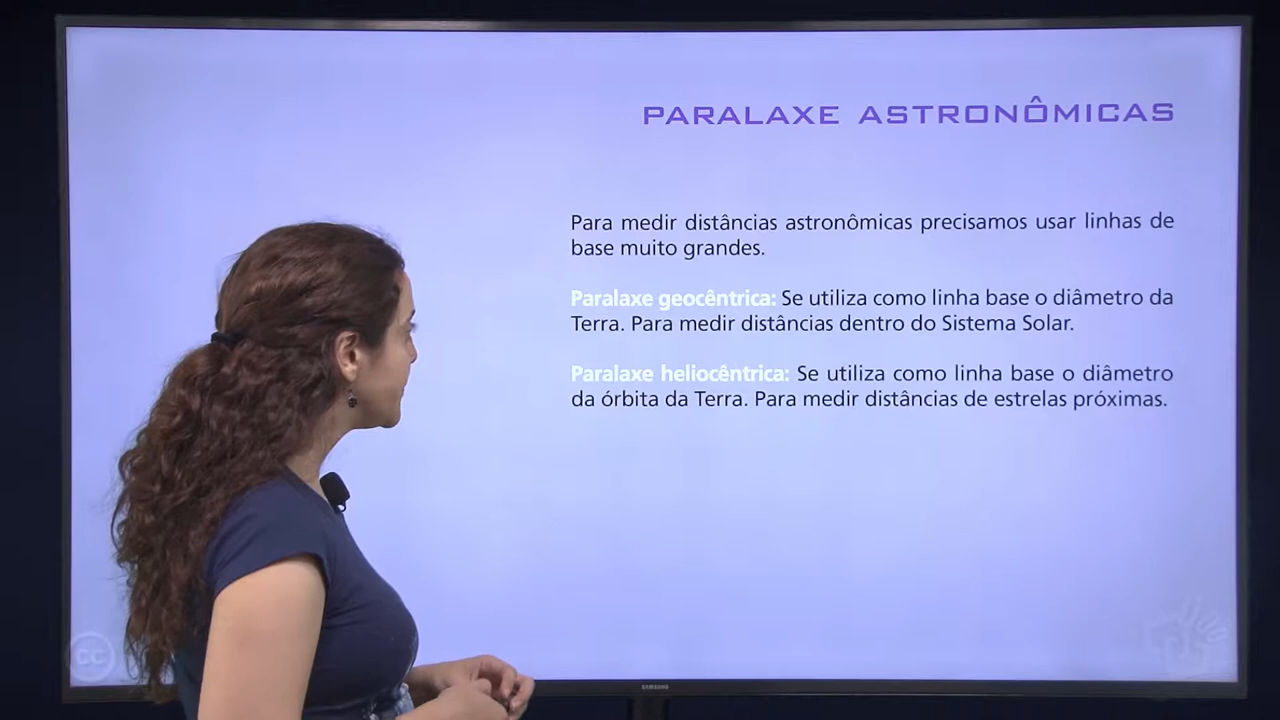 PARALAXE ASTRONÔMICAS
Para medir distâncias astronômicas precisamos usar linhas de
base muito grandes.
Paralaxe geocêntrica: Se utiliza como linha base o diâmetro da
Terra. Para medir distâncias dentro do Sistema Solar.
Paralaxe heliocêntrica: Se utiliza como linha base o diâmetro
da órbita da Terra. Para medir distâncias de estrelas próximas.
cc
SAMSUNG